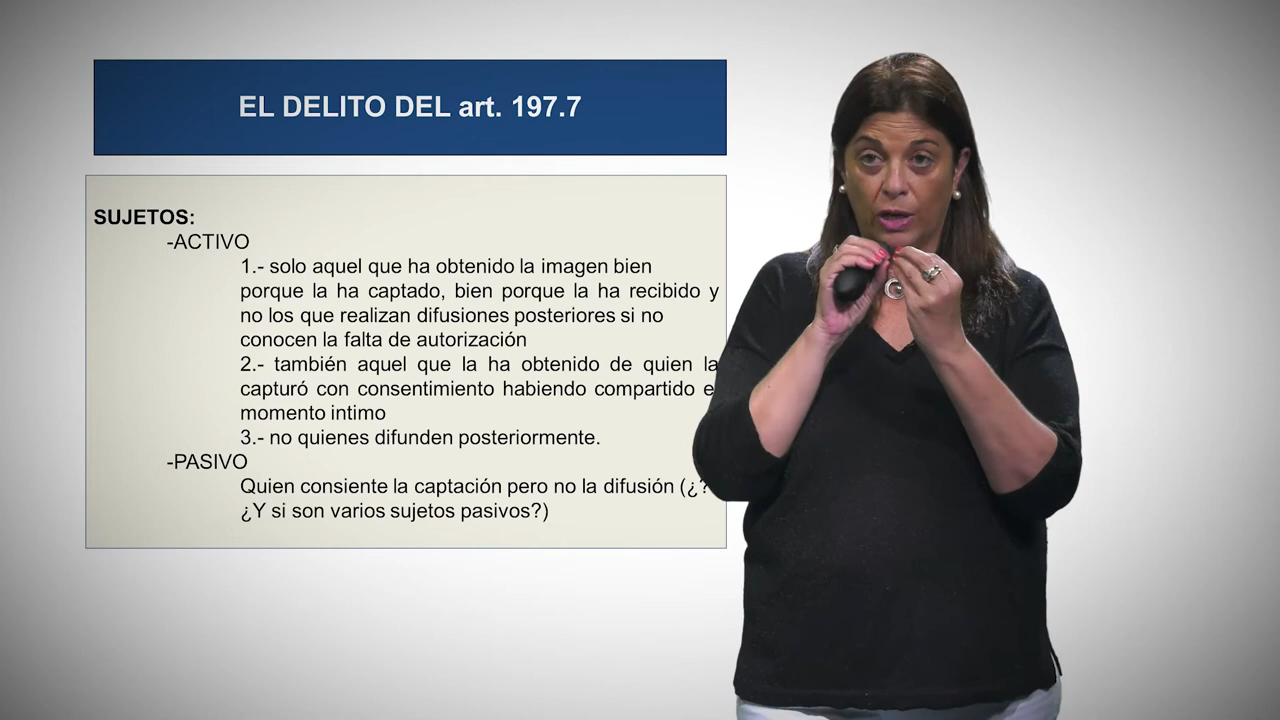 EL DELITO DEL art. 197.7
SUJETOS:
-ACTIVO
1.- solo aquel que ha obtenido la imagen bien
porque la ha captado, bien porque la ha recibido y
no los que realizan difusiones posteriores si no
conocen la falta de autorización
2.- también aquel que la ha obtenido de quien la
capturó con consentimiento habiendo compartido e
momento intimo
3.- no quienes difunden posteriormente.
-PASIVO
Quien consiente la captación pero no la difusión (¿?
¿Y si son varios sujetos pasivos?)